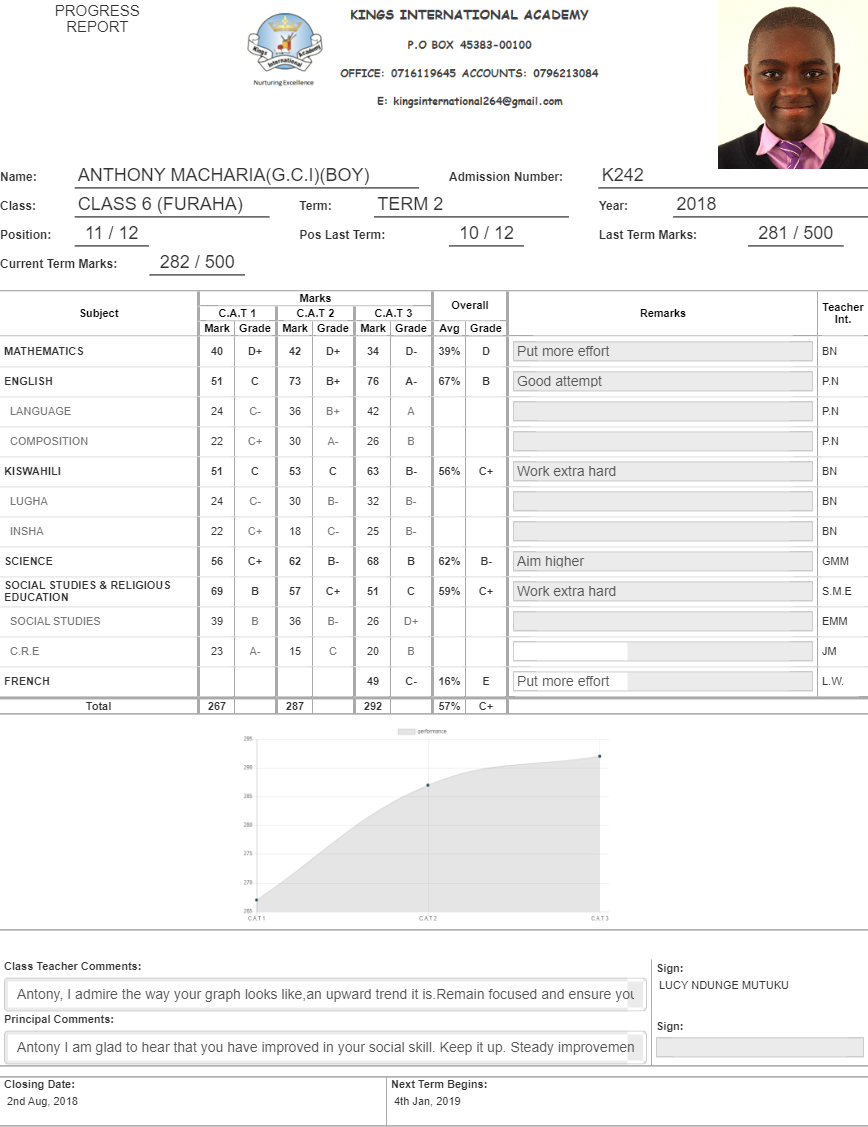 PROGRESS
REPORT
Kings International Academy
Nurturing Excellence
KINGS INTERNATIONAL ACADEMY
P.O BOX 45383-00100
OFFICE: 0716119645 ACCOUNTS: 0796213084
E: kingsinternational264@gmail.com
Name: ANTHONY MACHARIA(G.C.I)(BOY) Admission Number: K242
Class: CLASS 6 (FURAHA) Term: TERM 2 Year: 2018
Position: 11 / 12 Pos Last Term: 10 / 12 Last Term Marks: 281 / 500
Current Term Marks: 282 / 500
Subject Marks Overall Remarks Teacher Int.
C.A.T 1 C.A.T 2 C.A.T 3
Mark Grade Mark Grade Mark Grade Avg Grade
MATHEMATICS 40 D+ 42 D+ 34 D- 39% D Put more effort BN
ENGLISH 51 C 73 B+ 76 A- 67% B Good attempt P.N
LANGUAGE 24 C- 36 B+ 42 A P.N
COMPOSITION 22 C+ 30 A- 26 B P.N
KISWAHILI 51 C 53 C 63 B- 56% C+ Work extra hard BN
LUGHA 24 C- 30 B- 32 B- BN
INSHA 22 C+ 18 C- 25 B- BN
SCIENCE 56 C+ 62 B- 68 B 62% B- Aim higher GMM
SOCIAL STUDIES & RELIGIOUS
EDUCATION 69 B 57 C+ 51 C 59% C+ Work extra hard S.M.E
SOCIAL STUDIES 39 B 36 B- 26 D+ EMM
C.R.E 23 A- 15 C 20 B JM
FRENCH 49 C- 16% E Put more effort L.W.
Total 267 287 292 57% C+
performance
295
290
285
280
275
270
265
CAT1 CAT2 CAT3
Class Teacher Comments: Sign:
Antony, I admire the way your graph looks like,an upward trend it is.Remain focused and ensure you LUCY NDUNGE MUTUKU
Principal Comments: Sign:
Antony I am glad to hear that you have improved in your social skill. Keep it up. Steady improvemen
Closing Date: Next Term Begins:
2nd Aug, 2018 4th Jan, 2019